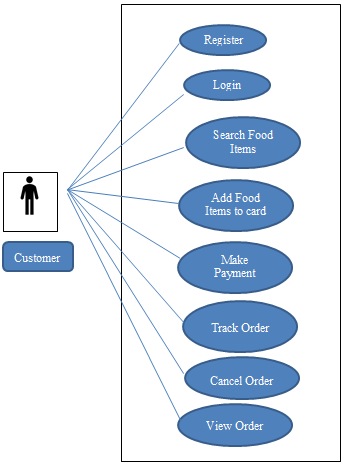 Register
Login
Search Food
Items
Add Food
Items to card
Customer
Make
Payment
Track Order
Cancel Order
View Order